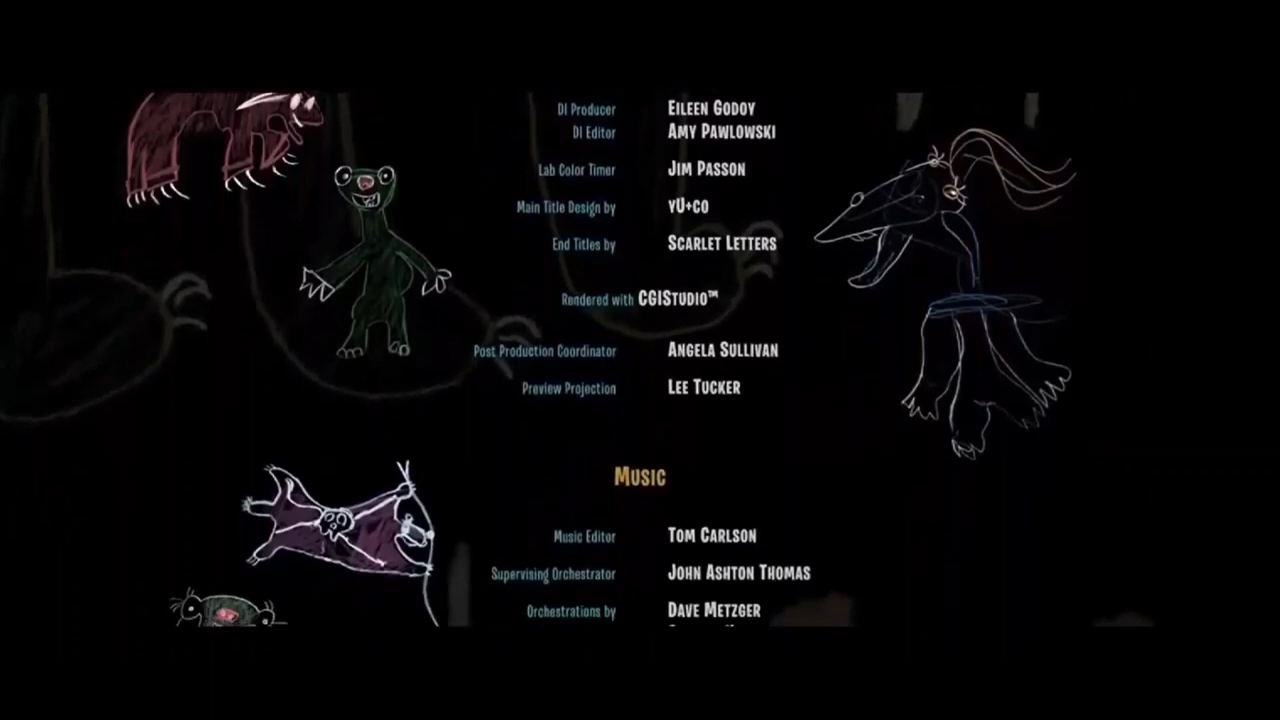 DI Producer EILEEN GODOY
DI Editor AMY PAWLOWSKI
Lab Color Timer JIM PASSON
Main Title Design by yU+CO
End Titles by SCARLET LETTERS
Rendered with CGIStudio™
Post Production Coordinator ANGELA SULLIVAN
Preview Projection LEE TUCKER
MUSIC
Music Editor TOM CARLSON
Supervising Orchestrator JOHN ASHTON THOMAS
Orchestrations by DAVE METZGER